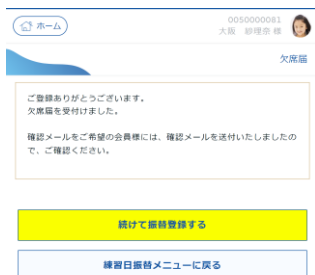 ホーム
0050000081
大阪 紗理奈 様
欠席届
ご登録ありがとうございます。
欠席届を受付けました。
確認メールをご希望の会員様には、確認メールを送付いたしましたの
で、ご確認ください。
続けて振替登録する
練習日振替メニューに戻る